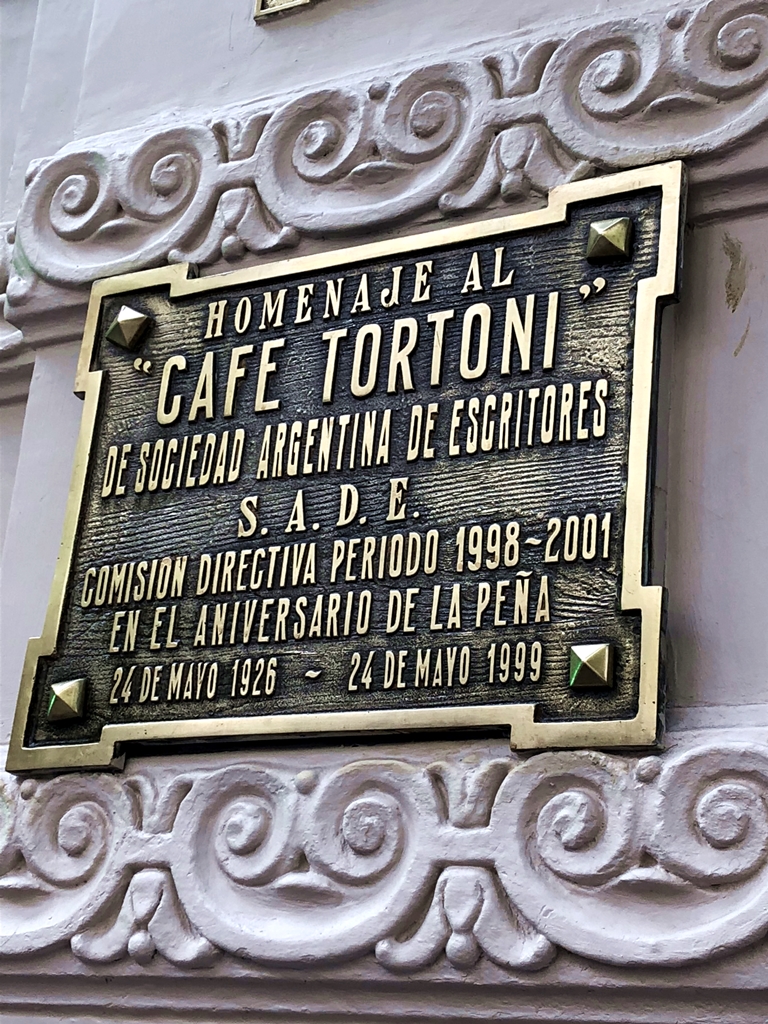 HOMENAJE AL
"CAFE TORTONI"
DE SOCIEDAD ARGENTINA DE ESCRITORES
S. A. D. E.
COMISION DIRECTIVA PERIODO 1998~2001
EN EL ANIVERSARIO DE LA PEÑA
24 DE MAYO 1926 ~ 24 DE MAYO 1999